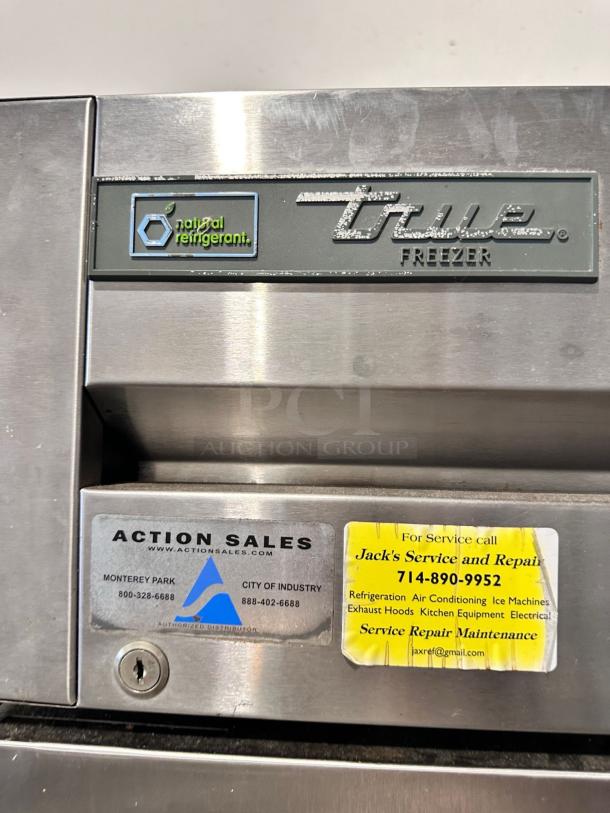 natural
refrigerant.
True®
FREEZER
PCi
AUCTION GROUP
ACTION SALES
WWW.ACTIONSALES.COM
MONTEREY PARK
800-328-6688
CITY OF INDUSTRY
888-402-6688
AUTHORIZED DISTRIBUTOR
For Service call
Jack's Service and Repair
714-890-9952
Refrigeration Air Conditioning Ice Machines
Exhaust Hoods Kitchen Equipment Electrical
Service Repair Maintenance
jaxref@gmail.com